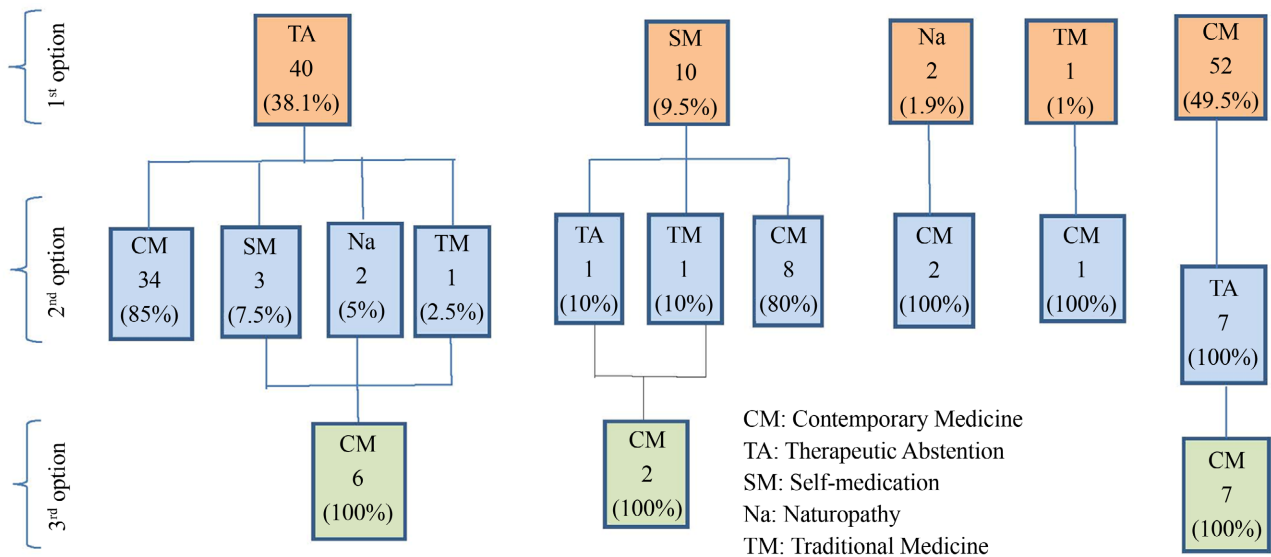 1st option
TA
40
(38.1%)
SM
10
(9.5%)
Na
2
(1.9%)
TM
1
(1%)
CM
52
(49.5%)
2nd option
CM
34
(85%)
SM
3
(7.5%)
Na
2
(5%)
TM
1
(2.5%)
TA
1
(10%)
TM
1
(10%)
CM
8
(80%)
CM
2
(100%)
CM
1
(100%)
TA
7
(100%)
3rd option
CM
6
(100%)
CM
2
(100%)
CM: Contemporary Medicine
TA: Therapeutic Abstention
SM: Self-medication
Na: Naturopathy
TM: Traditional Medicine
CM
7
(100%)